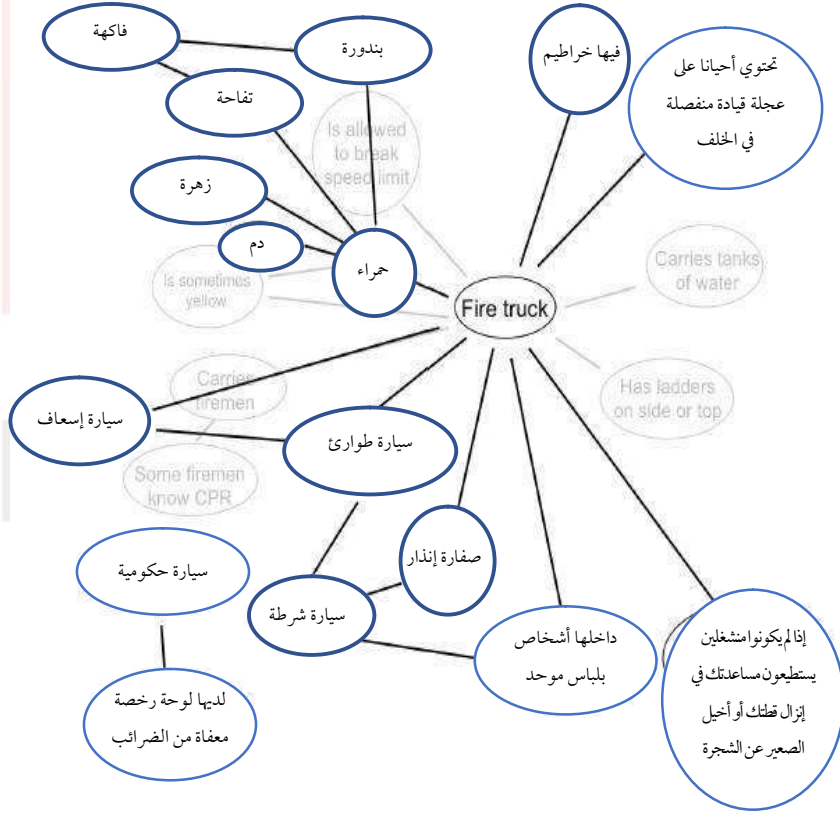 فاكهة
بندورة
تفاحة
فيها خراطيم
تحتوي أحيانا على
عجلة قيادة منفصلة
في الخلف
Is allowed
to break
speed limit
زهرة
دم
حمراء
Is sometimes
yellow
Fire truck
Carries tanks
of water
Carries
firemen
Has ladders
on side or top
سيارة إسعاف
سيارة طوارئ
Some firemen
know CPR
صفارة إنذار
سيارة حكومية
سيارة شرطة
داخلها أشخاص
بلباس موحد
إذا لم يكونوا منشغلين
يستطيعون مساعدتك في
إنزال قطتك أو أخيل
الصعير عن الشجرة
لديها لوحة رخصة
معفاة من الضرائب